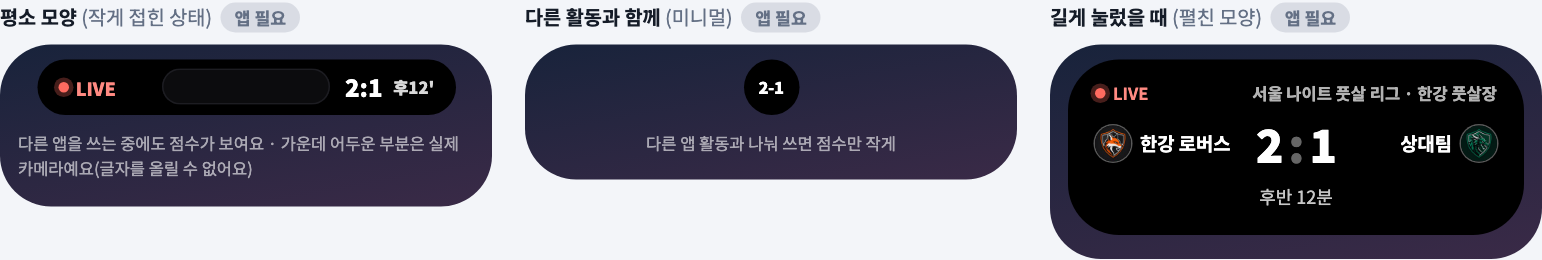 평소 모양 (작게 접힌 상태) 앱 필요
LIVE 2:1 후12'
다른 앱을 쓰는 중에도 점수가 보여요 · 가운데 어두운 부분은 실제
카메라예요(글자를 올릴 수 없어요)
다른 활동과 함께 (미니멀) 앱 필요
2-1
다른 앱 활동과 나눠 쓰면 점수만 작게
길게 눌렀을 때 (펼친 모양) 앱 필요
LIVE 서울 나이트 풋살 리그 · 한강 풋살장
한강 로버스 2:1 상대팀
후반 12분